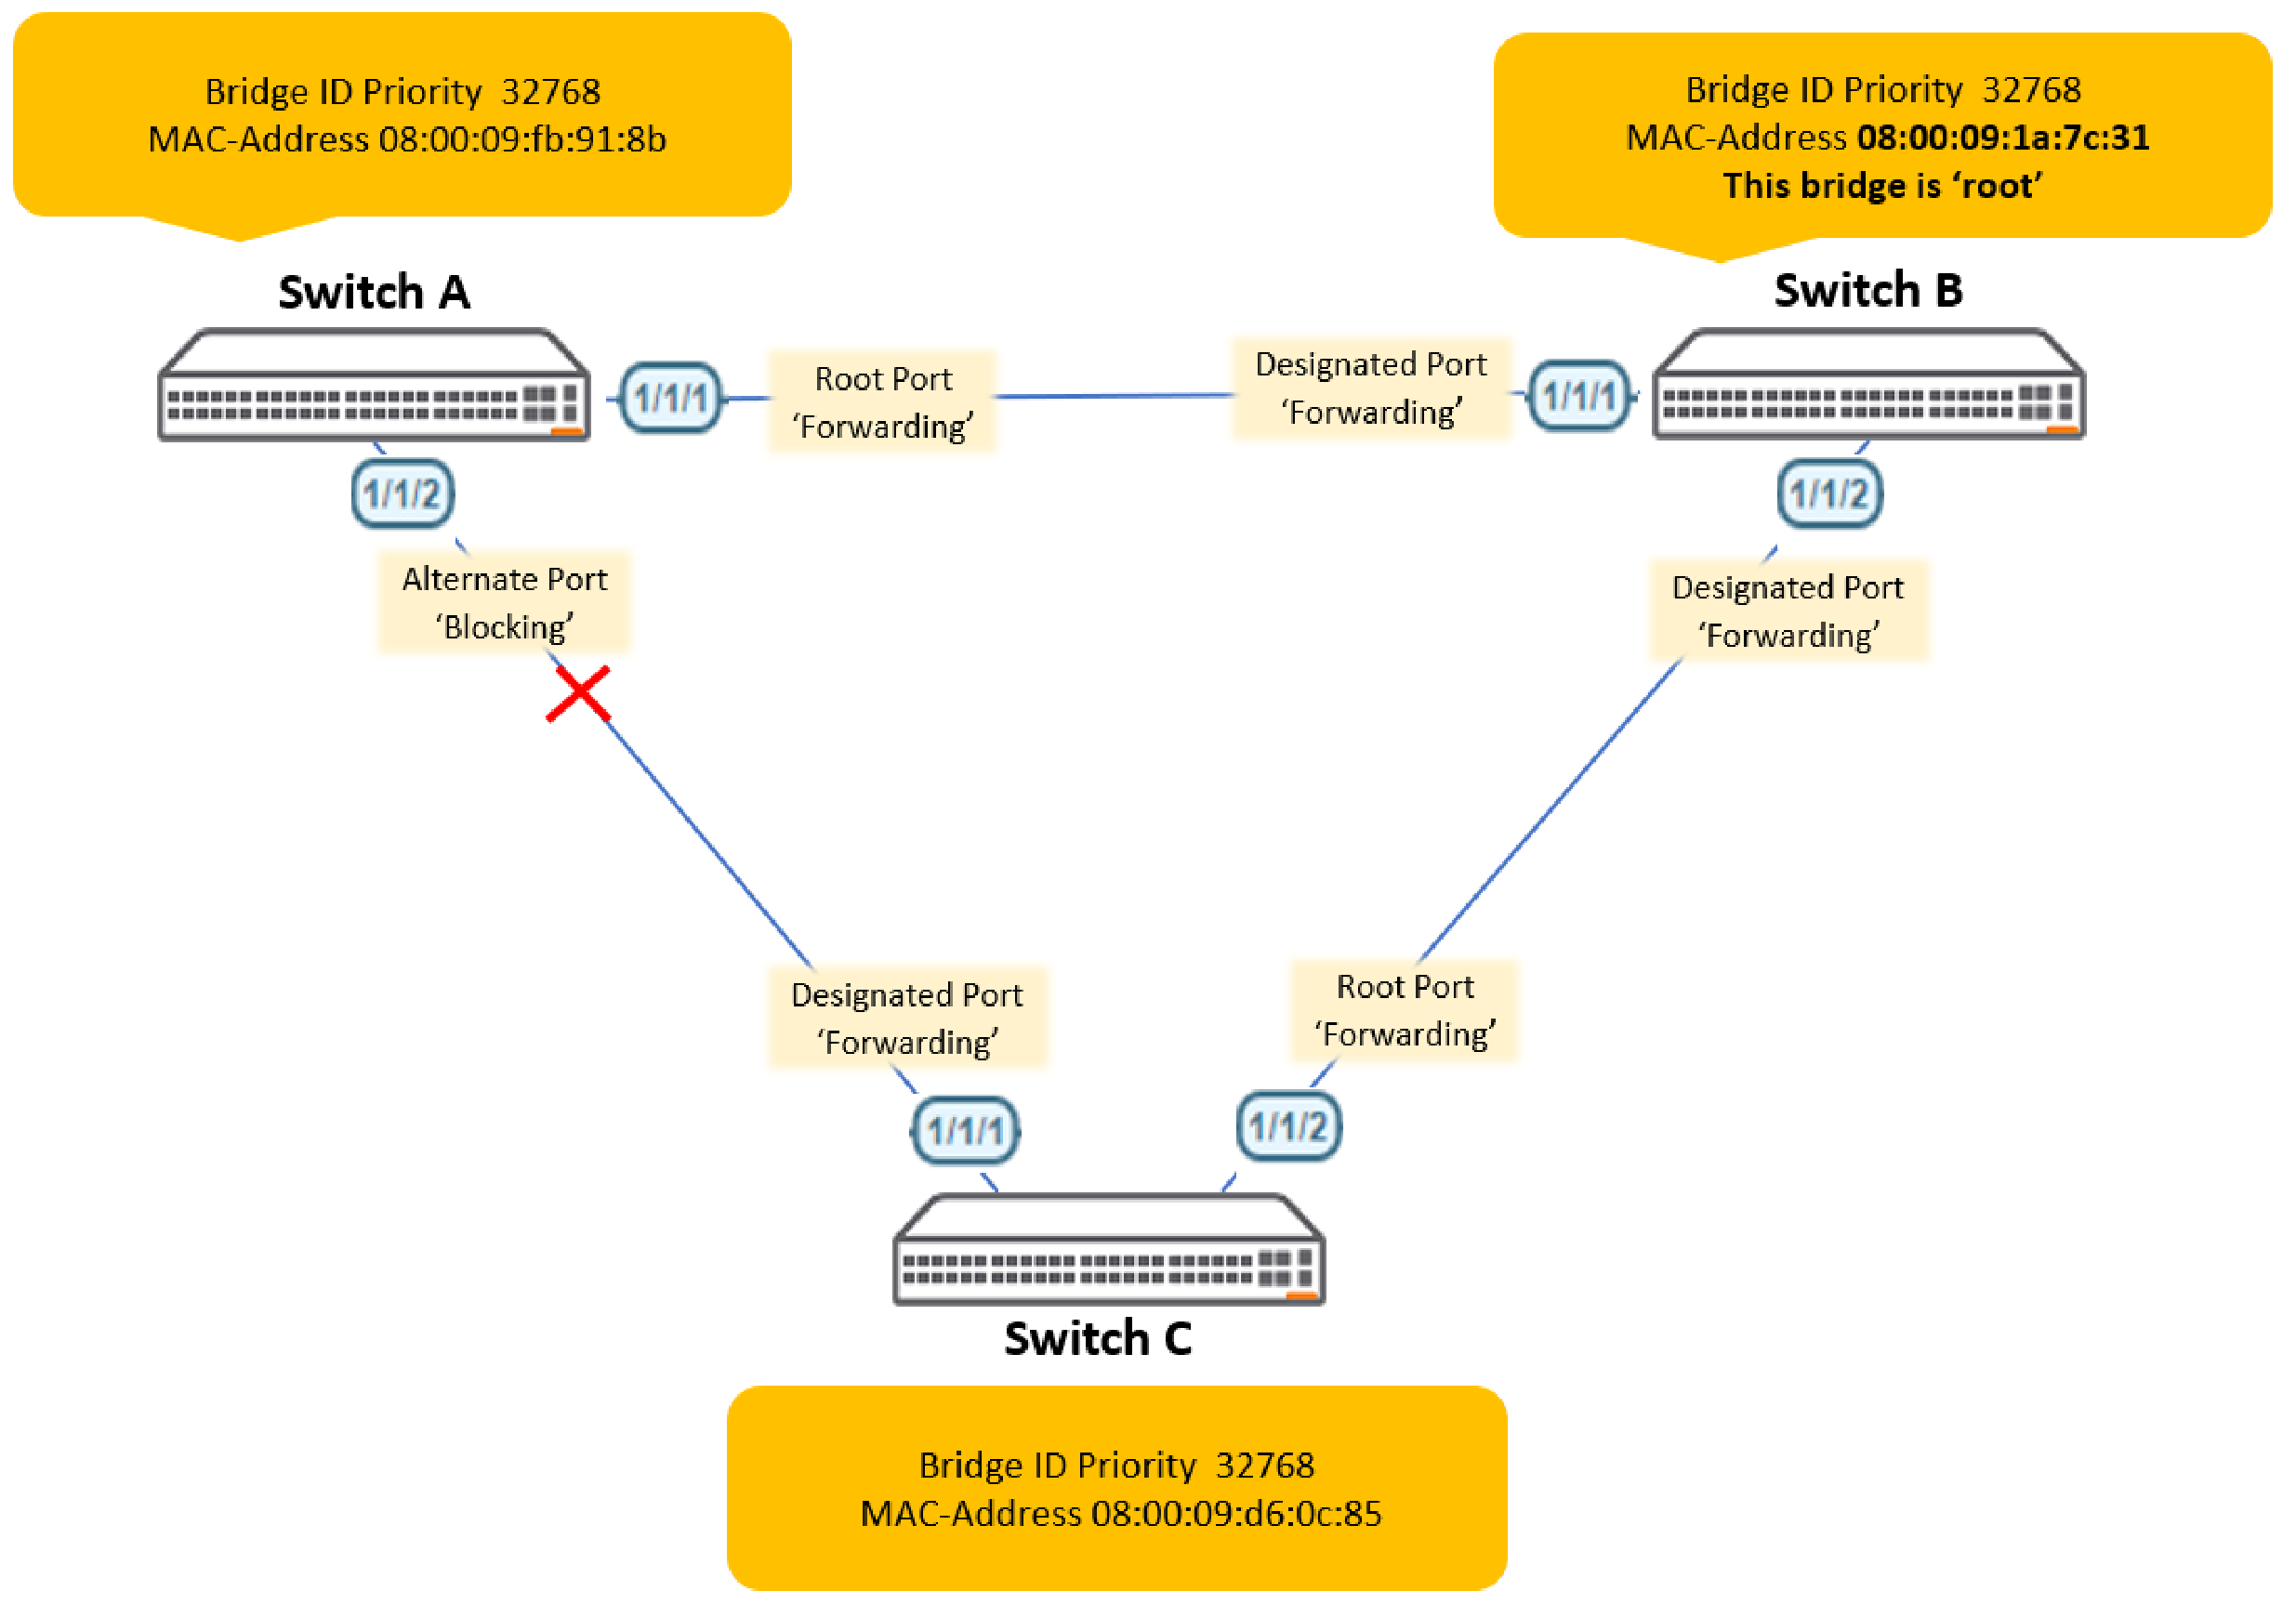 Bridge ID Priority  32768
MAC-Address 08:00:09:fb:91:8b
Bridge ID Priority  32768
MAC-Address 08:00:09:1a:7c:31
This bridge is ‘root’
Switch A
Switch B
1/1/1
Root Port
‘Forwarding’
Designated Port
‘Forwarding’
1/1/1
1/1/2
Alternate Port
‘Blocking’
1/1/2
Designated Port
‘Forwarding’
Designated Port
‘Forwarding’
1/1/1
Root Port
‘Forwarding’
1/1/2
Switch C
Bridge ID Priority  32768
MAC-Address 08:00:09:d6:0c:85